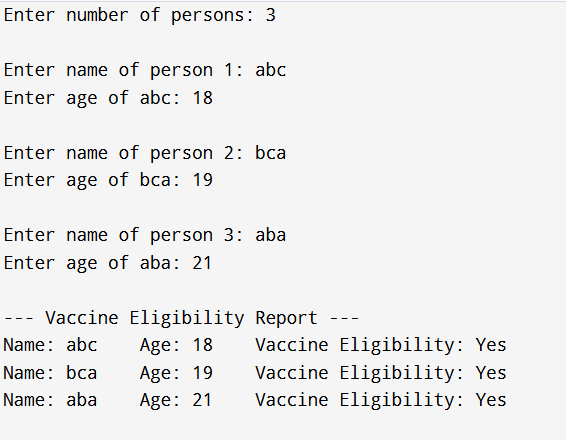 Enter number of persons: 3
Enter name of person 1: abc
Enter age of abc: 18
Enter name of person 2: bca
Enter age of bca: 19
Enter name of person 3: aba
Enter age of aba: 21
--- Vaccine Eligibility Report ---
Name: abc    Age: 18    Vaccine Eligibility: Yes
Name: bca    Age: 19    Vaccine Eligibility: Yes
Name: aba    Age: 21    Vaccine Eligibility: Yes